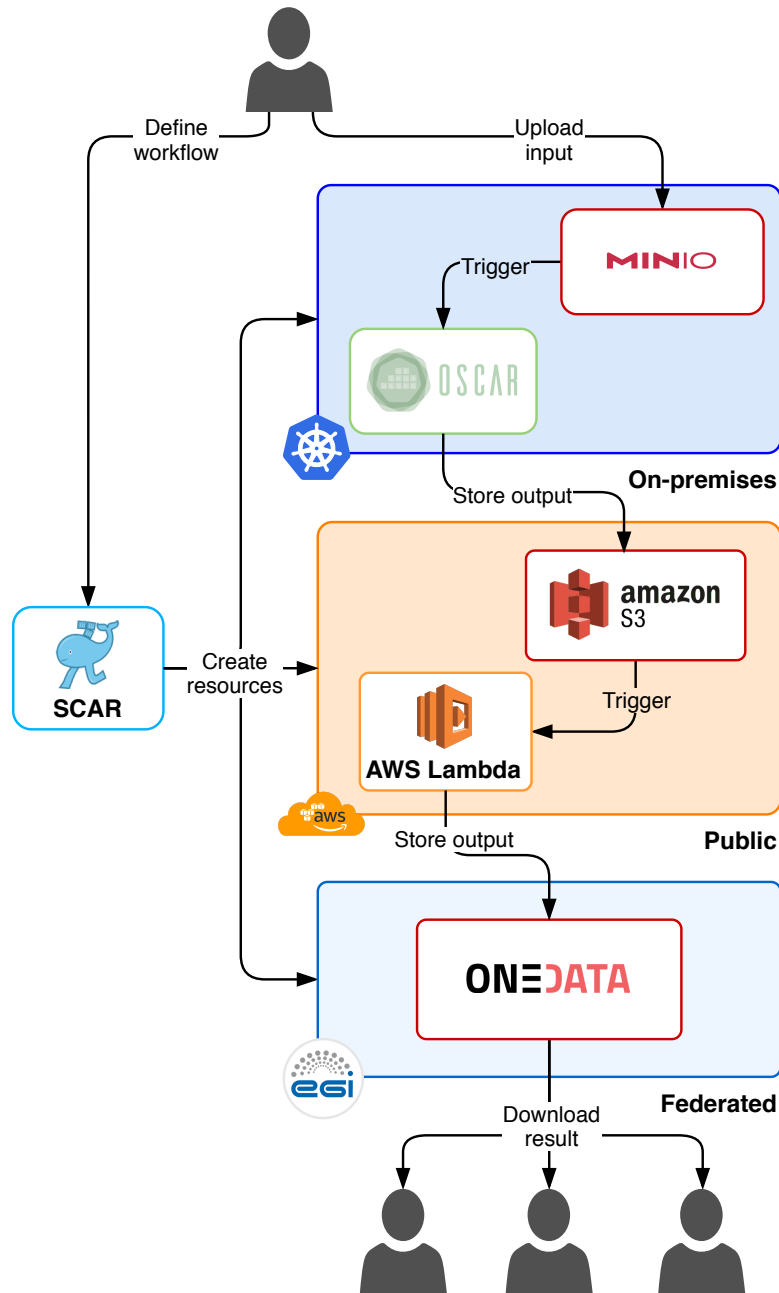 Define
workflow
Upload
input
MINIO
Trigger
OSCAR
On-premises
Store output
amazon
S3
SCAR
Create
resources
Trigger
AWS Lambda
aws
Public
Store output
ONEDATA
egi
Federated
Download
result